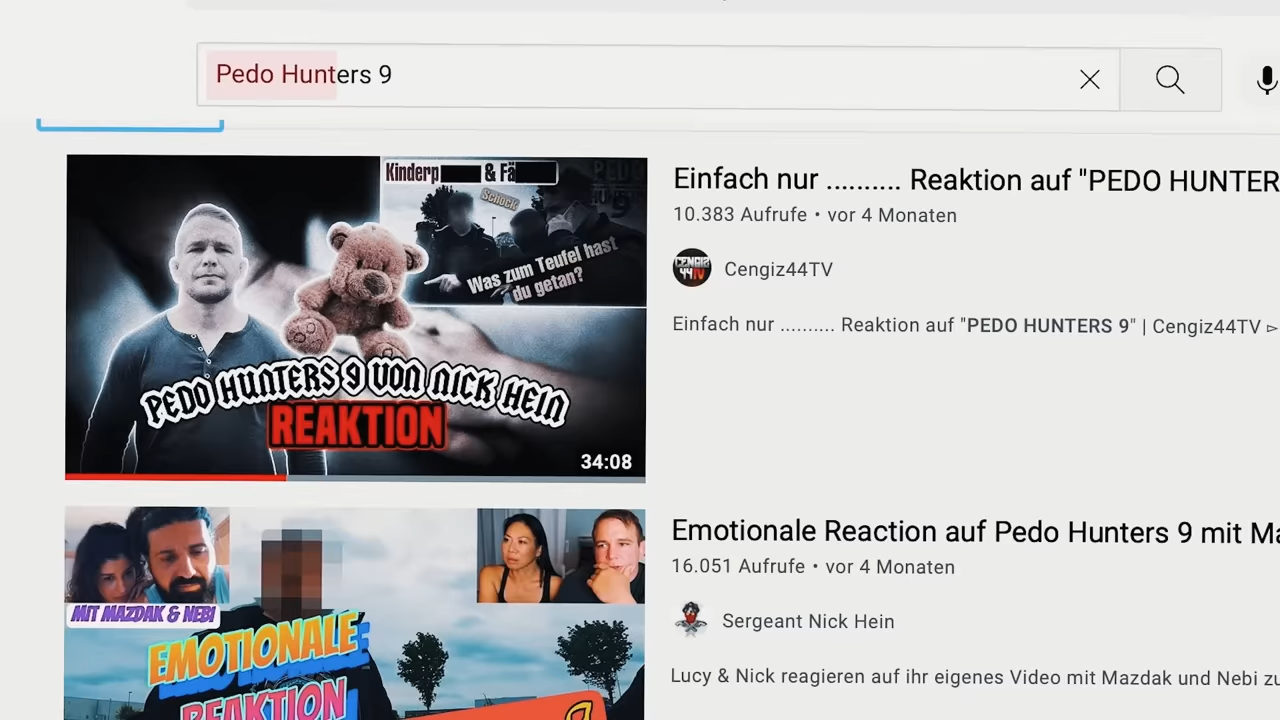 Pedo Hunters 9
Kinderp & Fä
Schock
Was zum Teufel hast
du getan?
PEDO HUNTERS 9 VON NICK HEIN
REAKTION
34:08
Einfach nur .......... Reaktion auf "PEDO HUNTER
10.383 Aufrufe • vor 4 Monaten
CENGIZ
44TV
Cengiz44TV
Einfach nur .......... Reaktion auf "PEDO HUNTERS 9" | Cengiz44TV ▻
MIT MAZDAK & NEBI
EMOTIONALE
REAKTION
Emotionale Reaction auf Pedo Hunters 9 mit Ma
16.051 Aufrufe • vor 4 Monaten
Sergeant Nick Hein
Lucy & Nick reagieren auf ihr eigenes Video mit Mazdak und Nebi zu